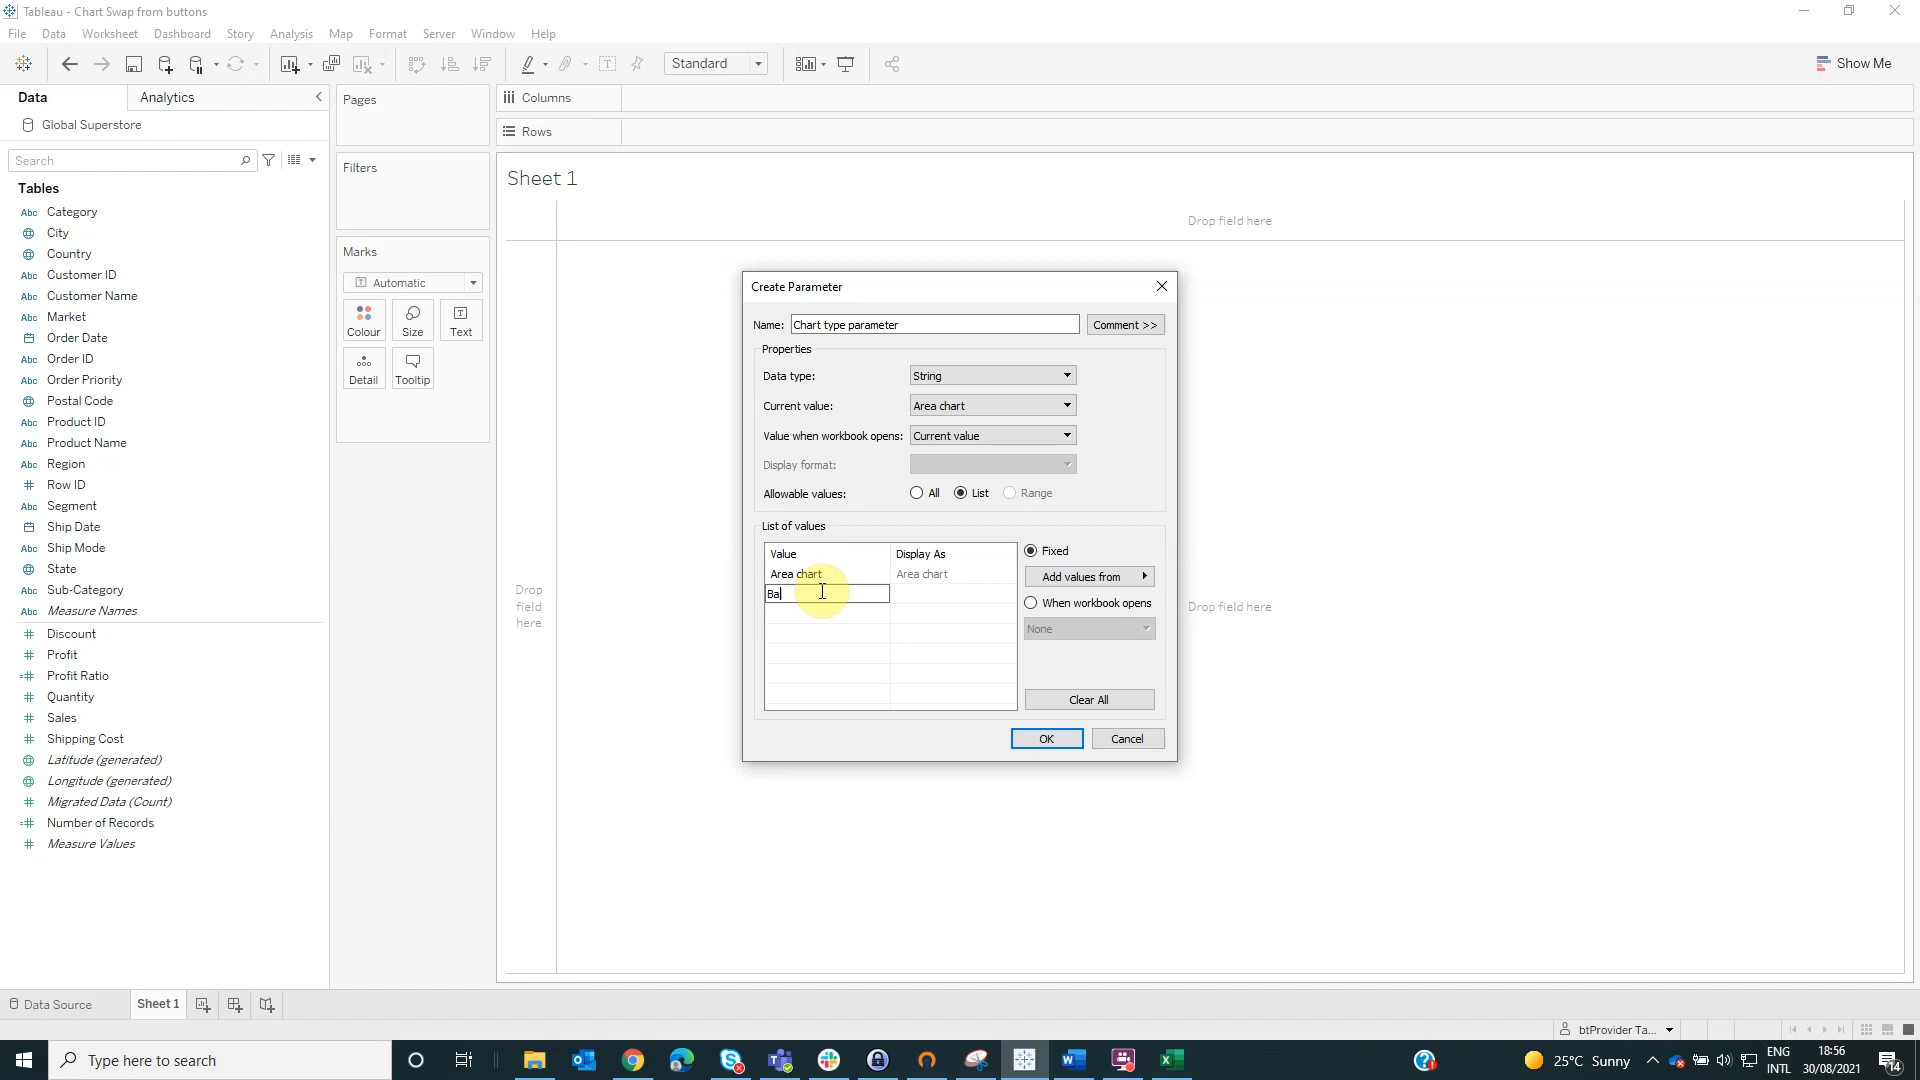 Tableau - Chart Swap from buttons
File Data Worksheet Dashboard Story Analysis Map Format Server Window Help
Standard
Show Me
Data
Analytics
Global Superstore
Search
Tables
Abc Category
City
Country
Abc Customer ID
Abc Customer Name
Abc Market
Order Date
Abc Order ID
Abc Order Priority
Postal Code
Abc Product ID
Abc Product Name
Abc Region
# Row ID
Abc Segment
Ship Date
Abc Ship Mode
State
Abc Sub-Category
Abc Measure Names
# Discount
# Profit
=# Profit Ratio
# Quantity
# Sales
# Shipping Cost
Latitude (generated)
Longitude (generated)
# Migrated Data (Count)
=# Number of Records
# Measure Values
Pages
Filters
Marks
Automatic
Colour
Size
Text
Detail
Tooltip
Columns
Rows
Sheet 1
Drop field here
Drop
field
here
Drop field here
Create Parameter
Name: Chart type parameter Comment >>
Properties
Data type: String
Current value: Area chart
Value when workbook opens: Current value
Display format:
Allowable values: All List Range
List of values
Value Display As
Area chart Area chart
Ba
Fixed
Add values from
When workbook opens
None
Clear All
OK
Cancel
Data Source
Sheet 1
btProvider Ta...
Type here to search
25°C Sunny
ENG
INTL
18:56
30/08/2021
14